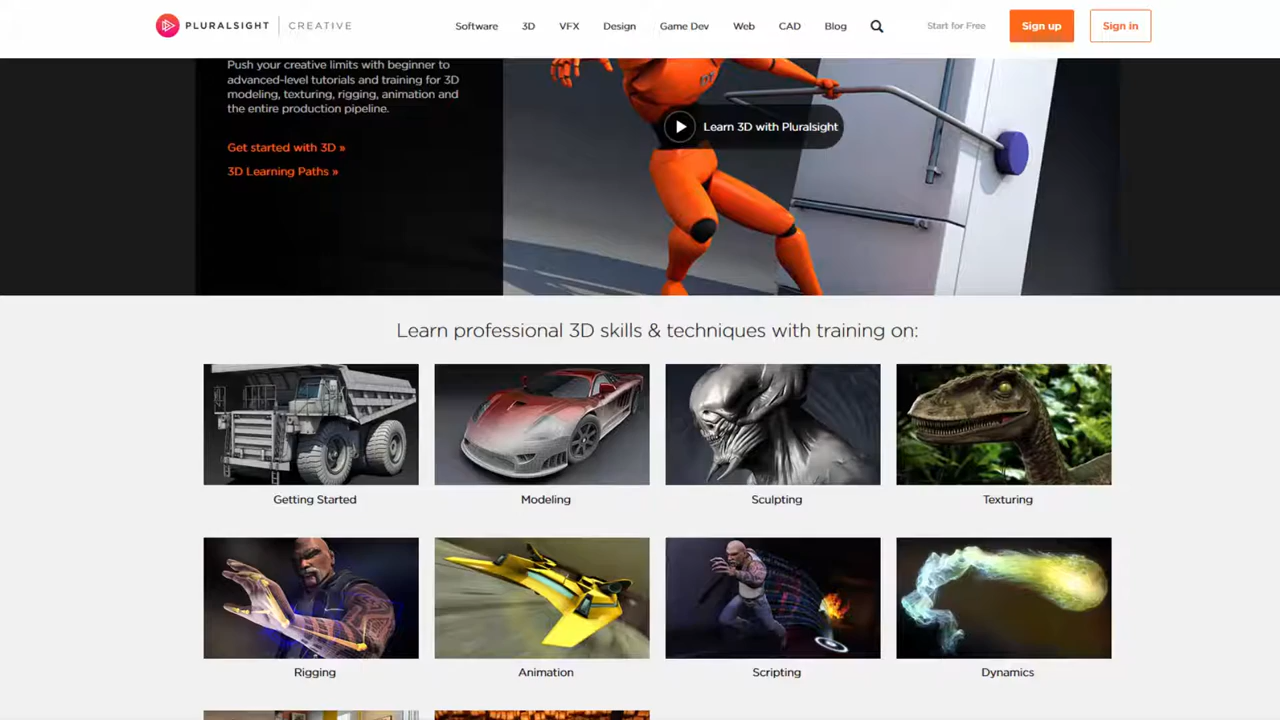 PLURALSIGHT CREATIVE
Software 3D VFX Design Game Dev Web CAD Blog Start for Free Sign up Sign in
Push your creative limits with beginner to
advanced-level tutorials and training for 3D
modeling, texturing, rigging, animation and
the entire production pipeline.
Get started with 3D »
3D Learning Paths »
Learn 3D with Pluralsight
Learn professional 3D skills & techniques with training on:
Getting Started Modeling Sculpting Texturing
Rigging Animation Scripting Dynamics